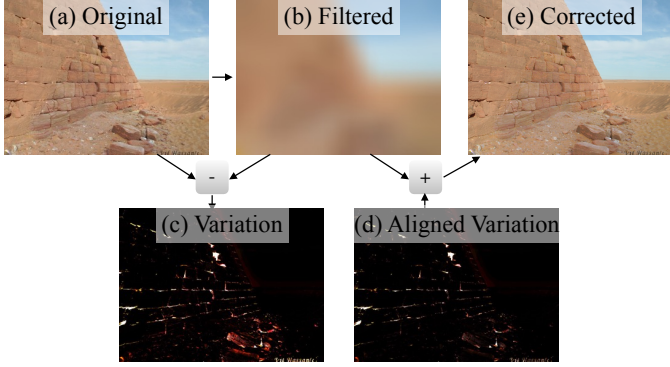 (a) Original
(b) Filtered
(e) Corrected
-
+
(c) Variation
(d) Aligned Variation